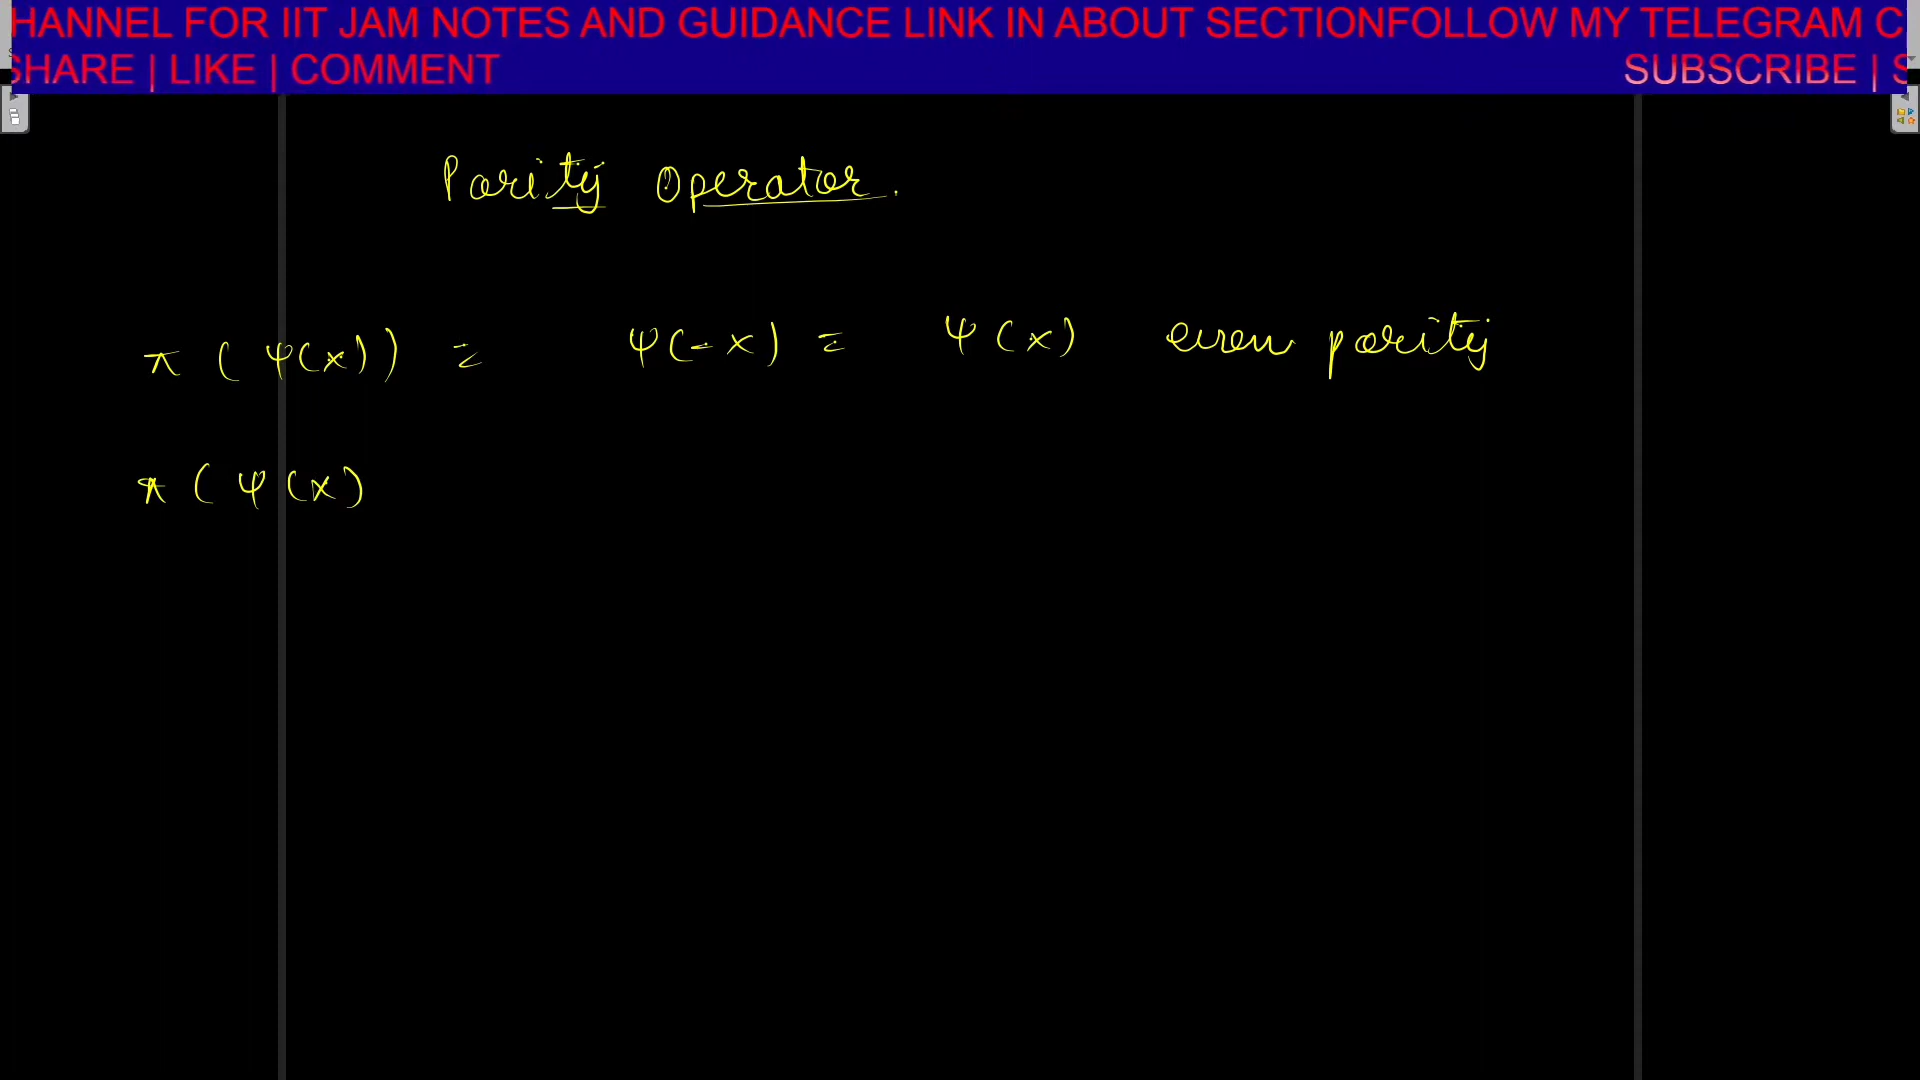 HANNEL FOR IIT JAM NOTES AND GUIDANCE LINK IN ABOUT SECTIONFOLLOW MY TELEGRAM C
SHARE | LIKE | COMMENT SUBSCRIBE | S
Parity Operator.
π ( ψ(x) ) = ψ(-x) = ψ(x) even parity
π ( ψ(x)